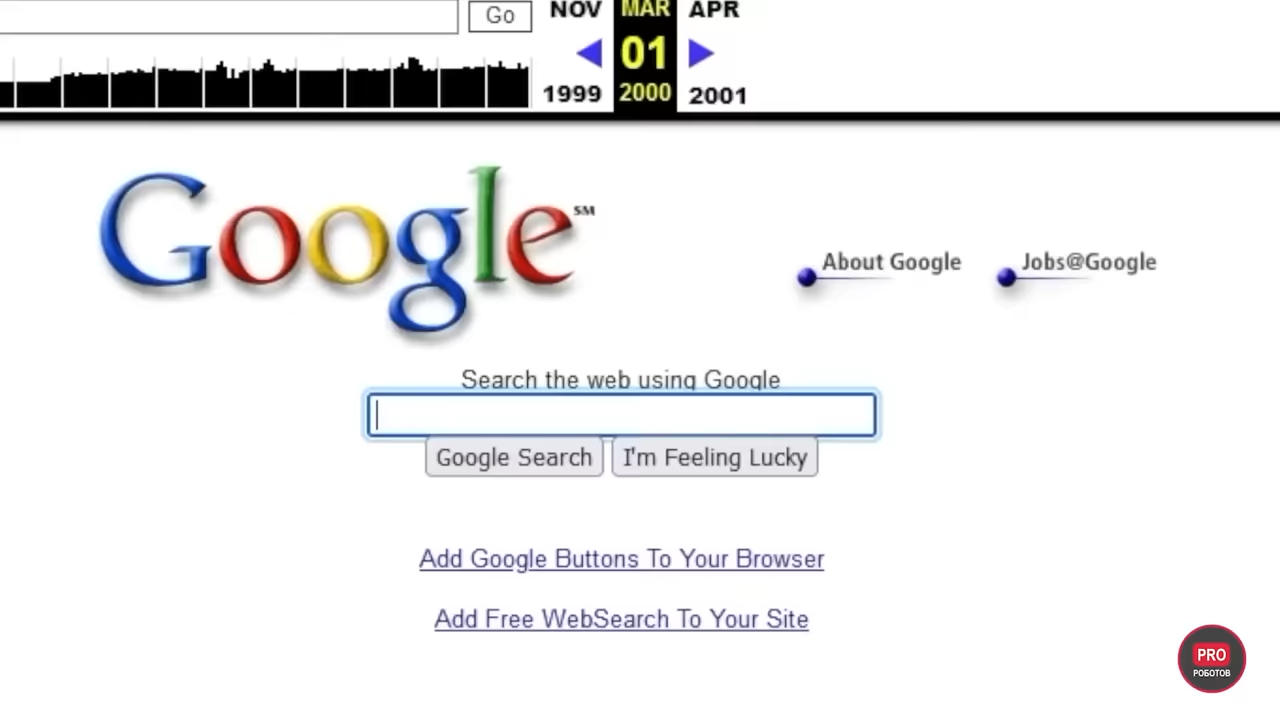 Go
NOV MAR APR
01
1999 2000 2001
Google SM
About Google
Jobs@Google
Search the web using Google
Google Search I'm Feeling Lucky
Add Google Buttons To Your Browser
Add Free WebSearch To Your Site
PRO
РОБОТОВ